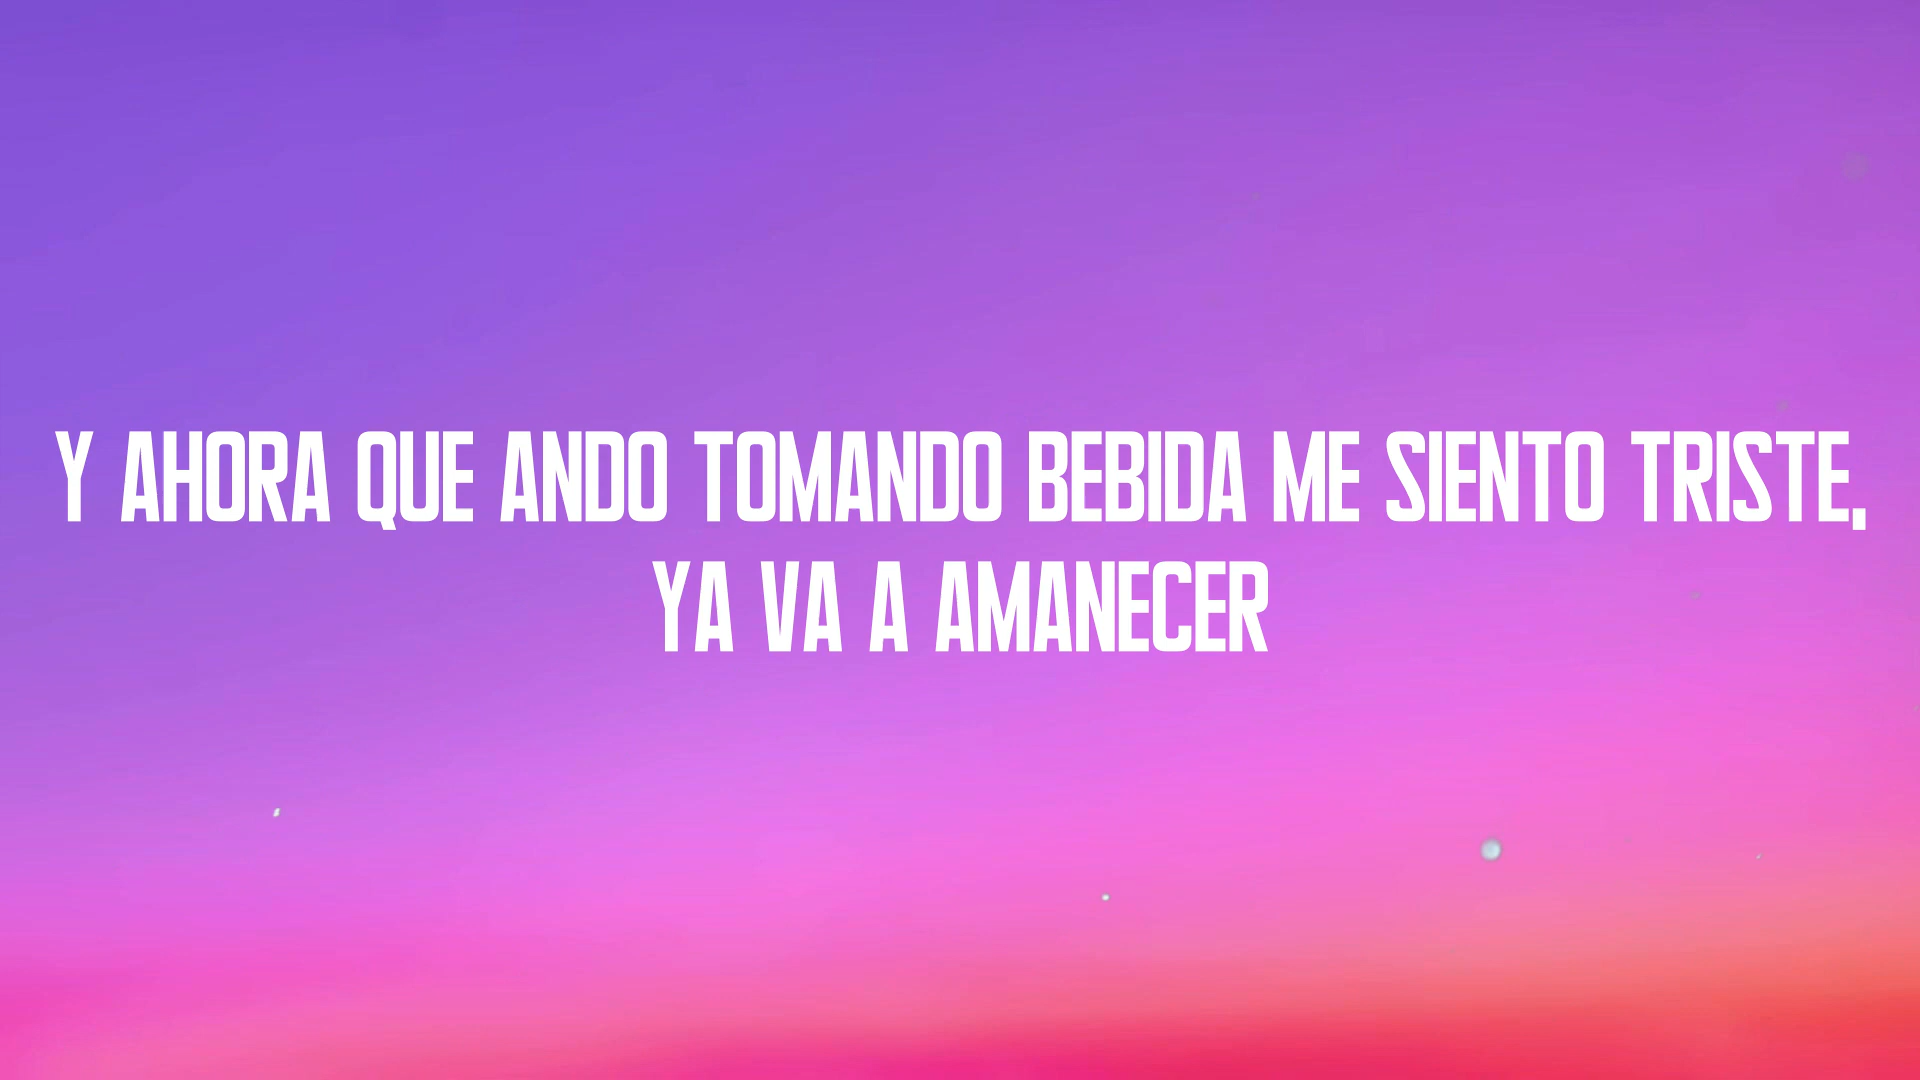 Y AHORA QUE ANDO TOMANDO BEBIDA ME SIENTO TRISTE,
YA VA A AMANECER